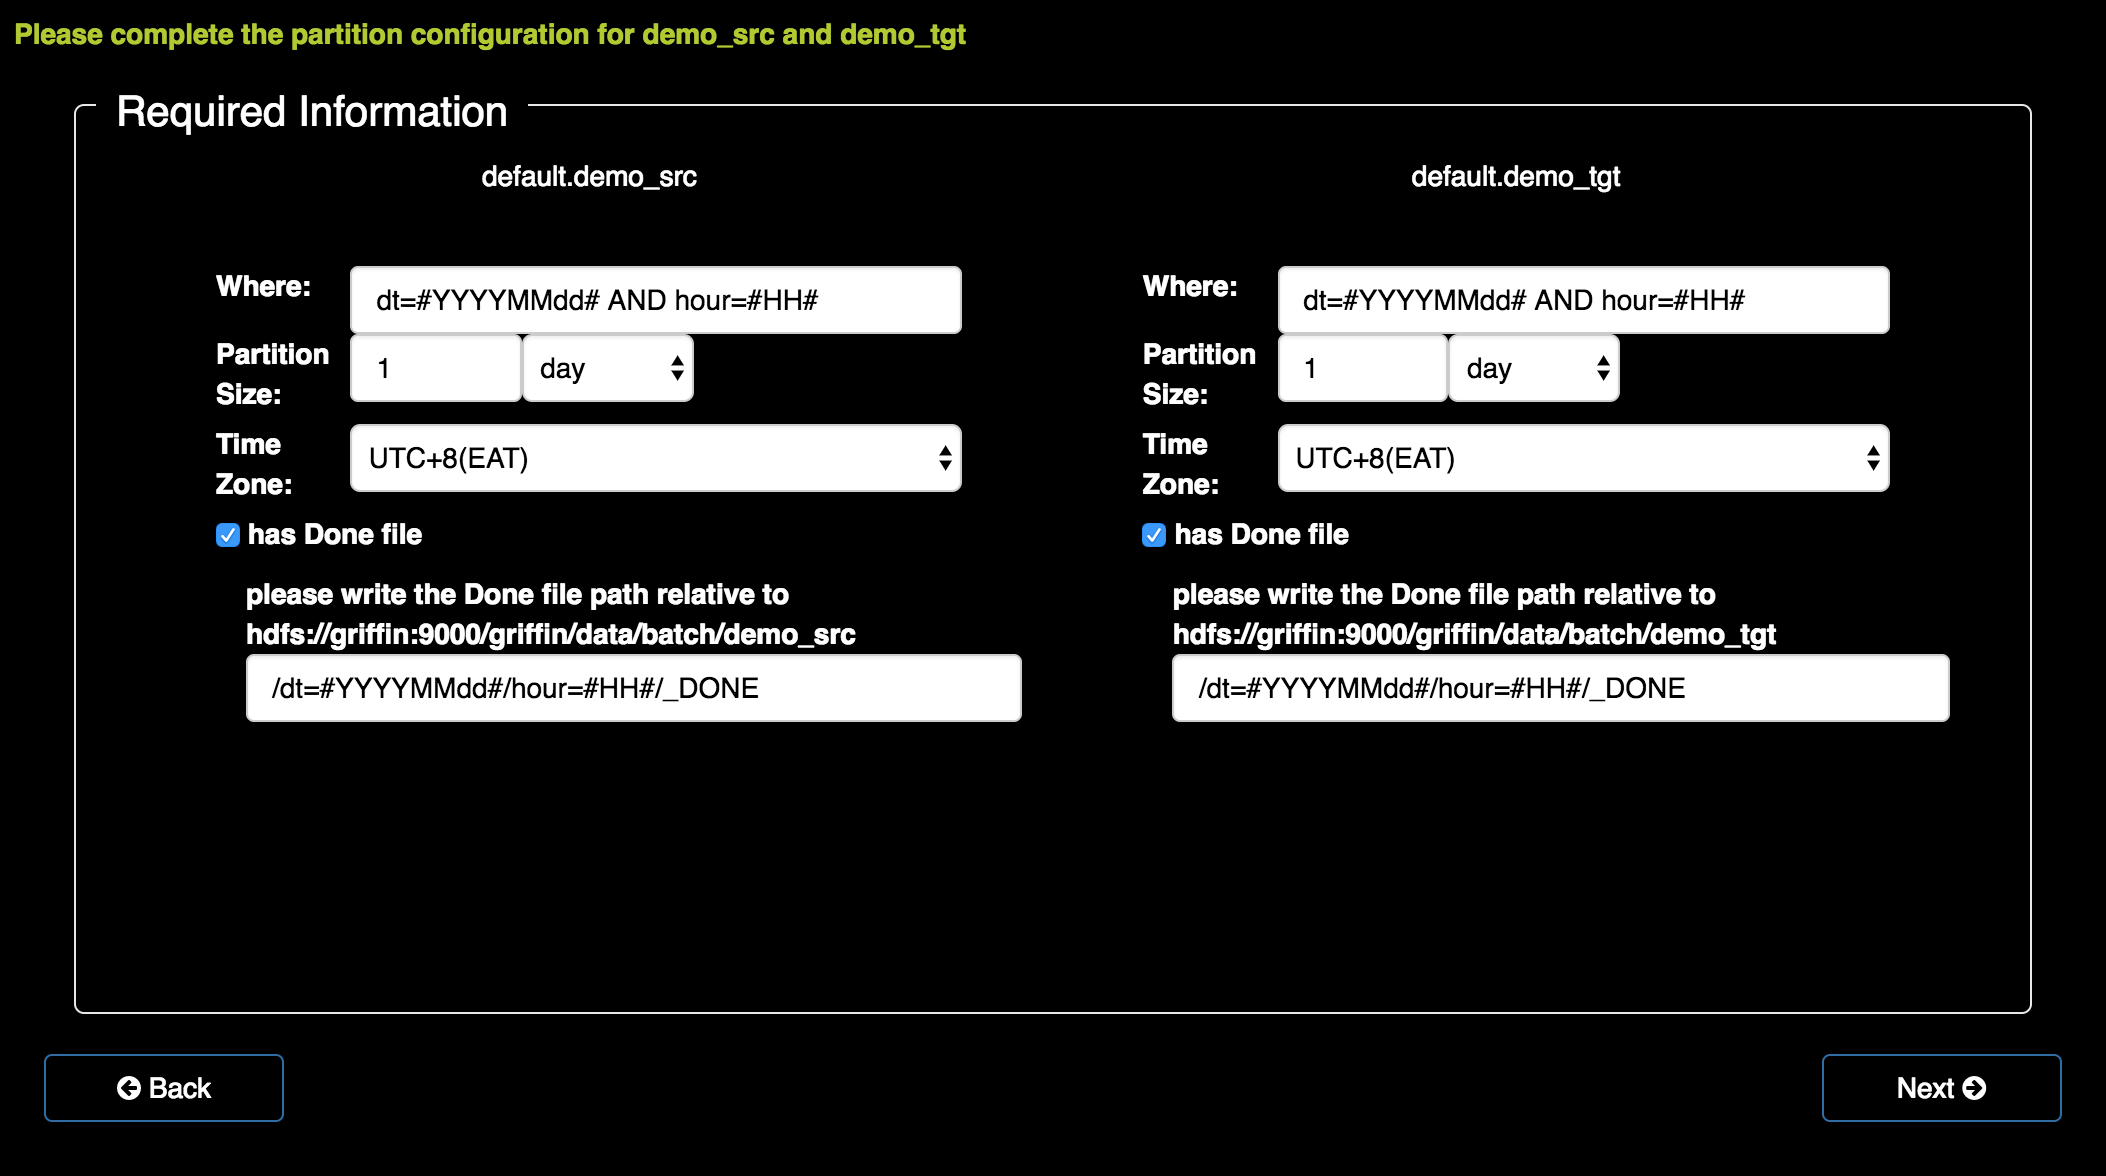 Please complete the partition configuration for demo_src and demo_tgt
Required Information
default.demo_src
Where:
dt=#YYYYMMdd# AND hour=#HH#
Partition
Size:
1
day
Time
Zone:
UTC+8(EAT)
has Done file
please write the Done file path relative to
hdfs://griffin:9000/griffin/data/batch/demo_src
/dt=#YYYYMMdd#/hour=#HH#/_DONE
default.demo_tgt
Where:
dt=#YYYYMMdd# AND hour=#HH#
Partition
Size:
1
day
Time
Zone:
UTC+8(EAT)
has Done file
please write the Done file path relative to
hdfs://griffin:9000/griffin/data/batch/demo_tgt
/dt=#YYYYMMdd#/hour=#HH#/_DONE
Back
Next